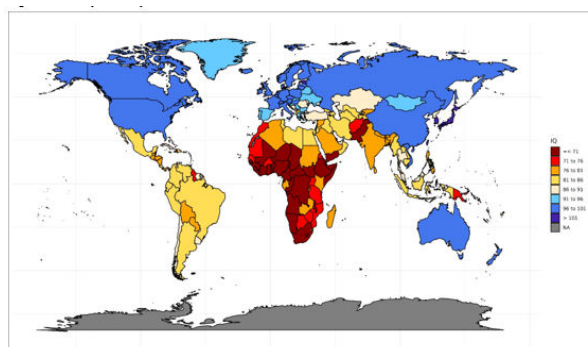 IQ
<= 71
71 to 76
76 to 81
81 to 86
86 to 91
91 to 96
96 to 101
> 101
NA